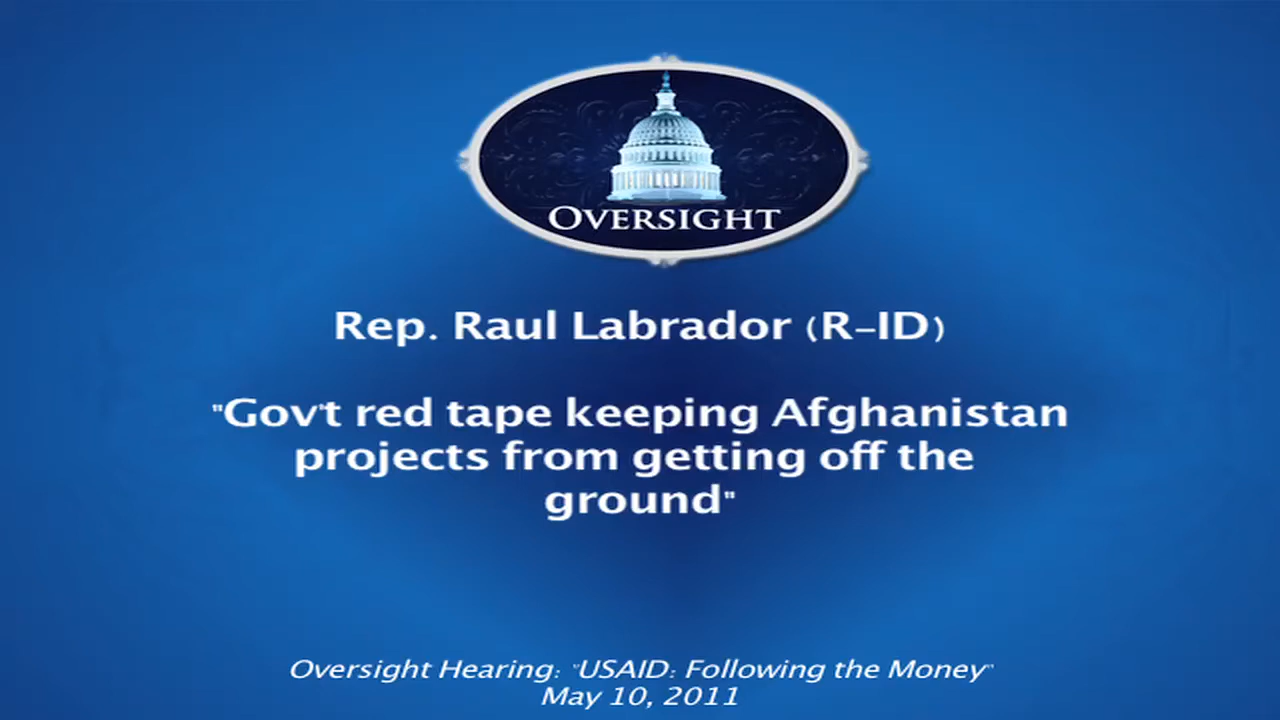 OVERSIGHT
Rep. Raul Labrador (R-ID)
"Gov't red tape keeping Afghanistan
projects from getting off the
ground"
Oversight Hearing: "USAID: Following the Money"
May 10, 2011